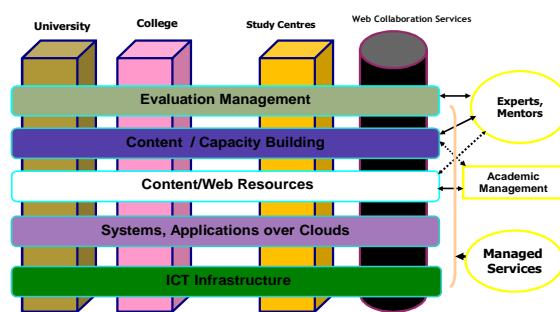 University
College
Study Centres
Web Collaboration Services
Evaluation Management
Experts,
Mentors
Content / Capacity Building
Content/Web Resources
Academic
Management
Systems, Applications over Clouds
Managed
Services
ICT Infrastructure